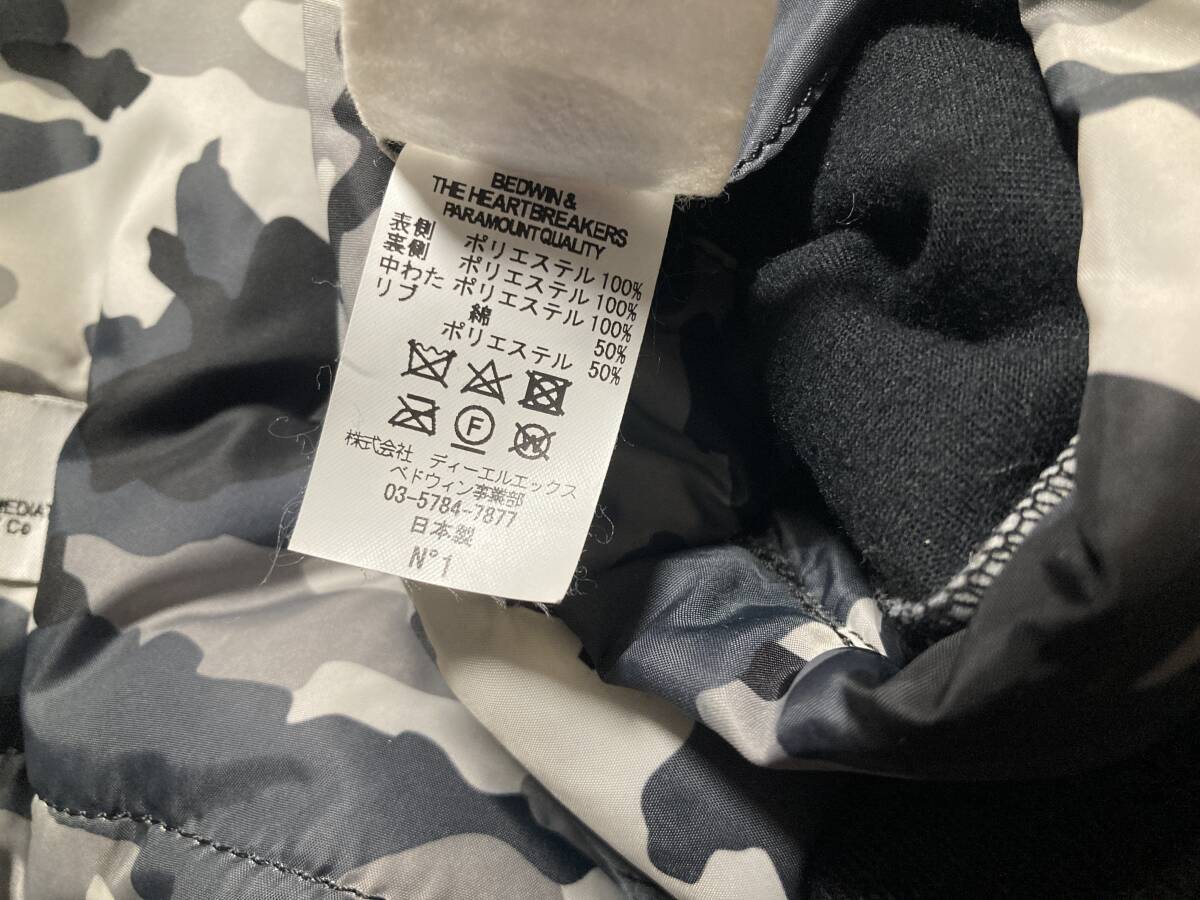 BEDWIN &
THE HEARTBREAKERS
PARAMOUNT QUALITY
表側 ポリエステル 100%
裏側 ポリエステル 100%
中わた ポリエステル 100%
リブ 綿 50%
ポリエステル 50%
F
W
株式会社 ディーエルエックス
ベドウィン事業部
03-5784-7877
日本製
N°1
Co